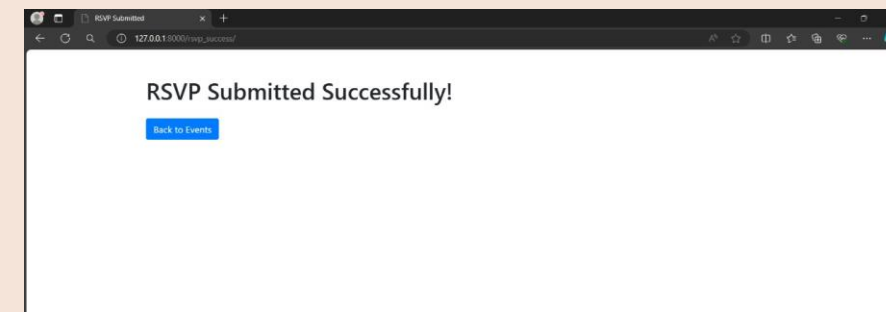 RSVP Submitted
127.0.0.1:8000/rsvp_success/
RSVP Submitted Successfully!
Back to Events